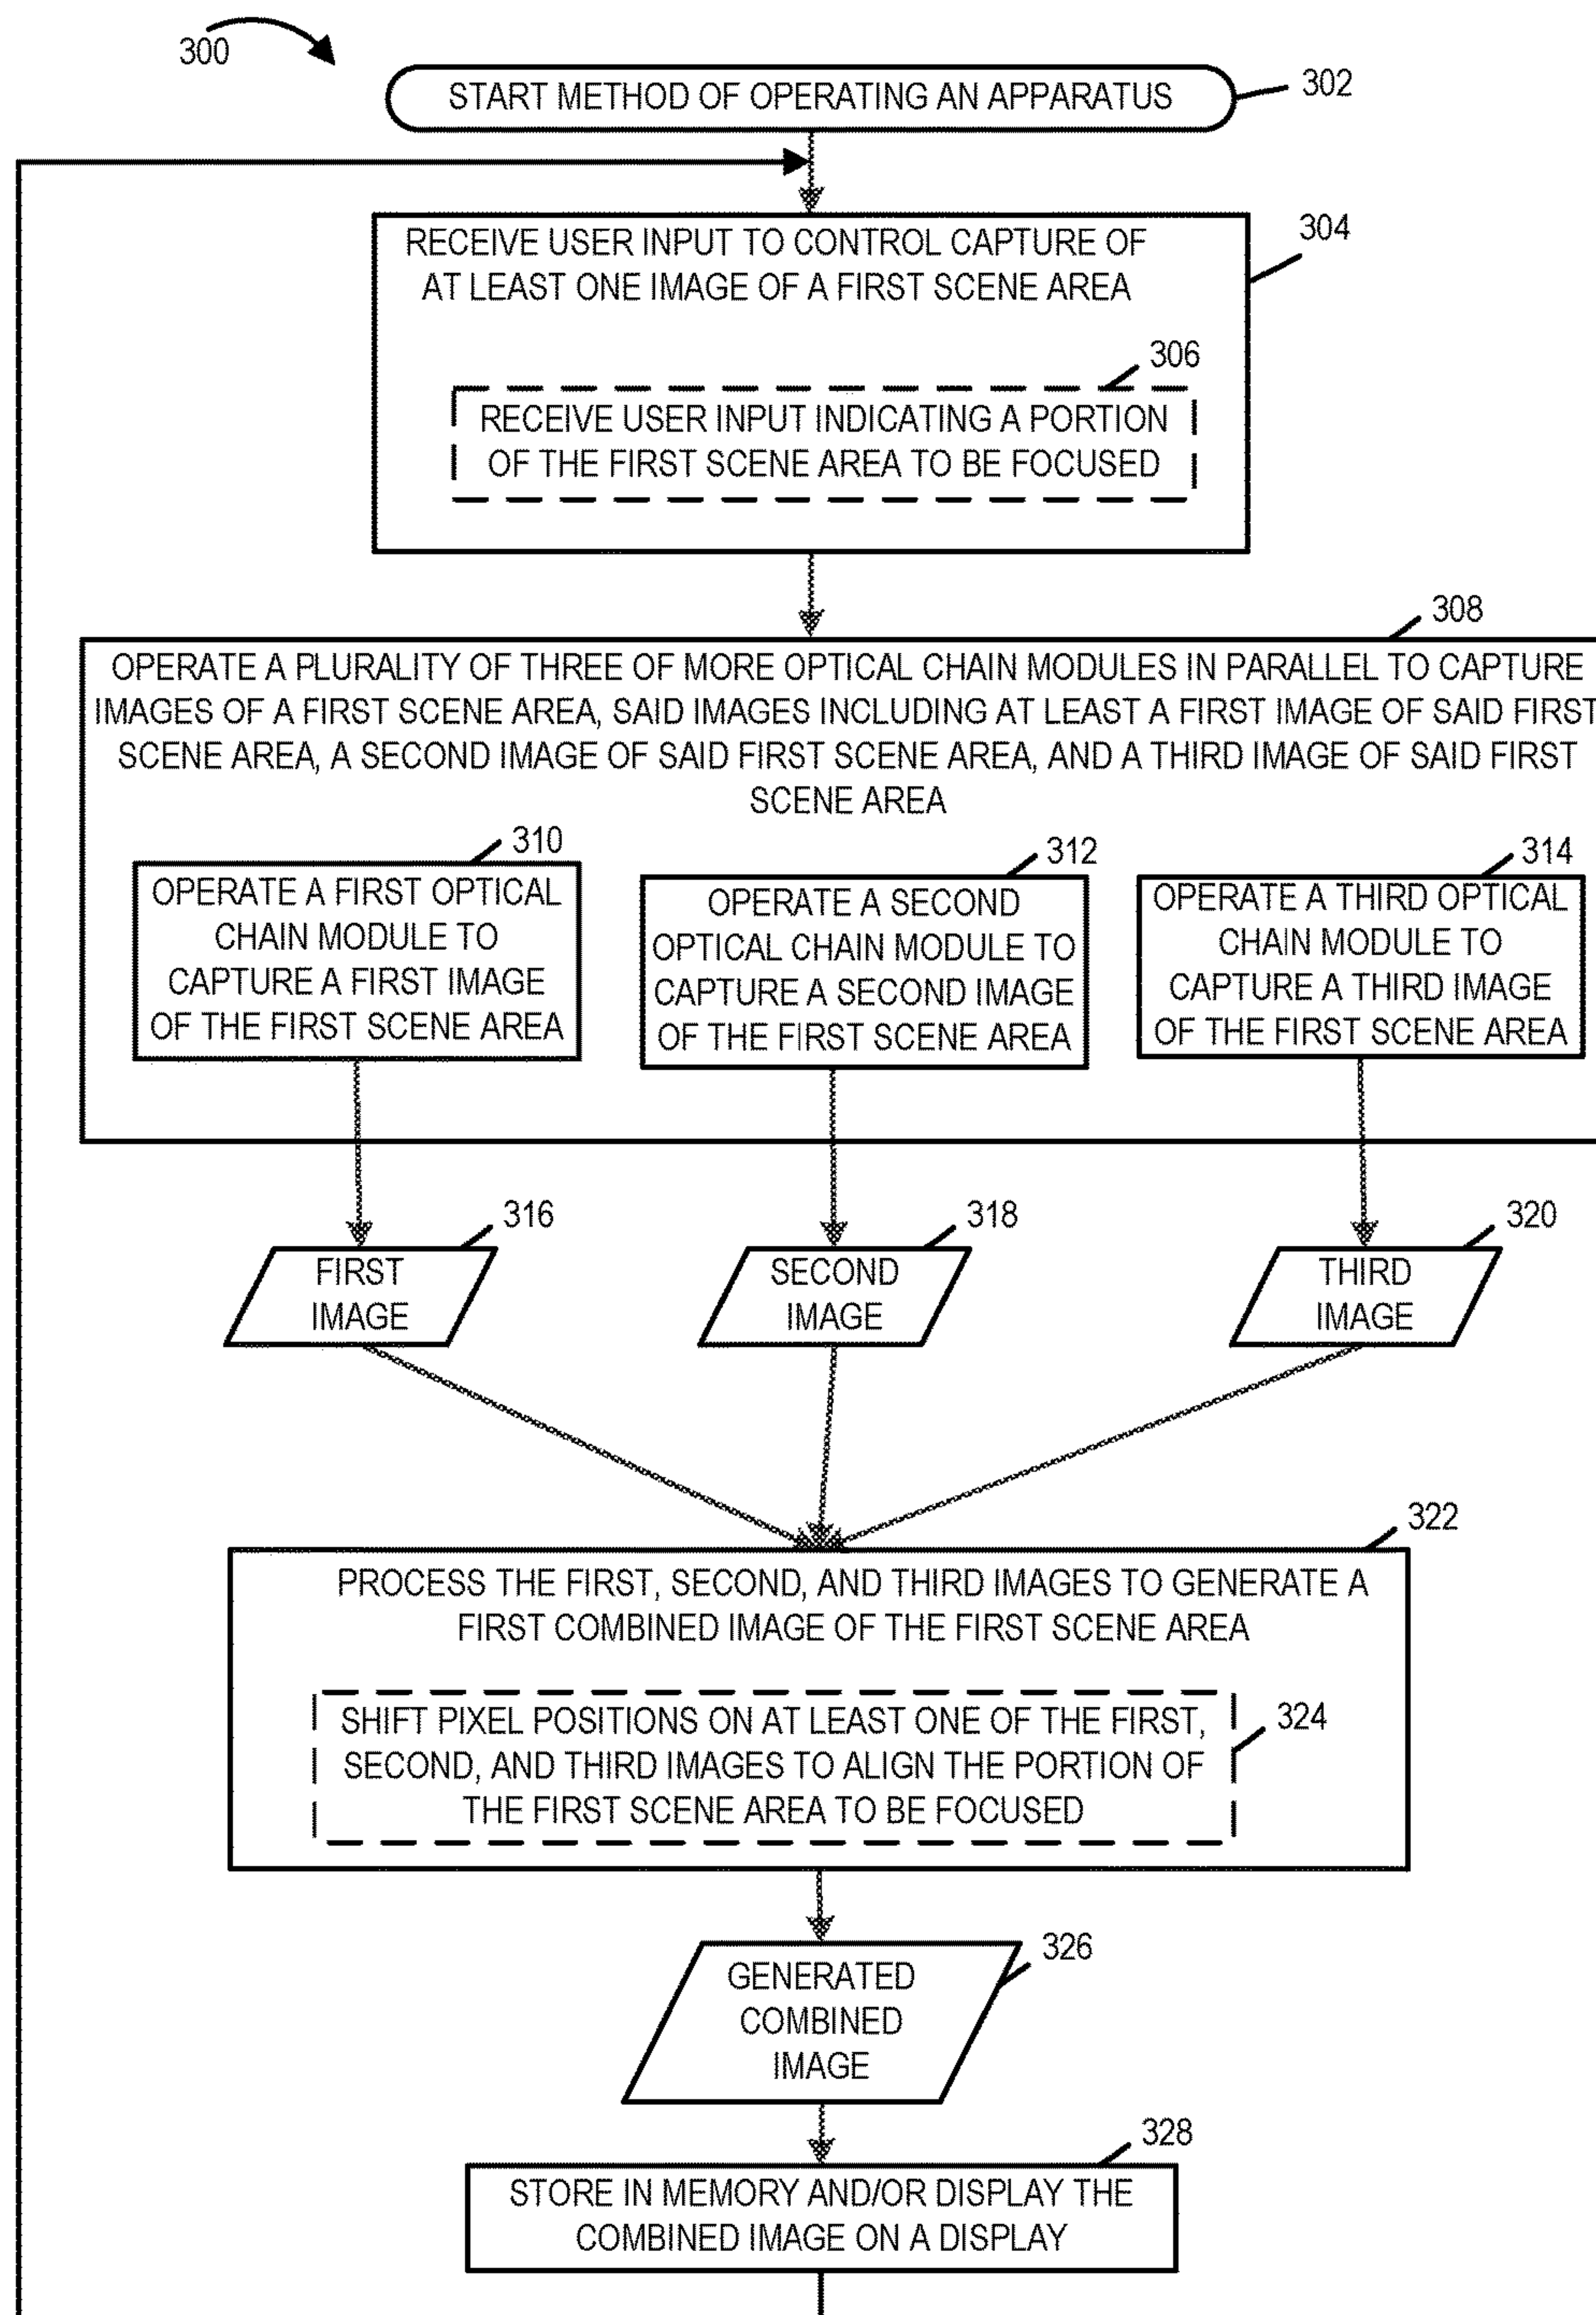 300
START METHOD OF OPERATING AN APPARATUS
302
RECEIVE USER INPUT TO CONTROL CAPTURE OF
AT LEAST ONE IMAGE OF A FIRST SCENE AREA
304
306
RECEIVE USER INPUT INDICATING A PORTION
OF THE FIRST SCENE AREA TO BE FOCUSED
308
OPERATE A PLURALITY OF THREE OF MORE OPTICAL CHAIN MODULES IN PARALLEL TO CAPTURE
IMAGES OF A FIRST SCENE AREA, SAID IMAGES INCLUDING AT LEAST A FIRST IMAGE OF SAID FIRST
SCENE AREA, A SECOND IMAGE OF SAID FIRST SCENE AREA, AND A THIRD IMAGE OF SAID FIRST
SCENE AREA
310
OPERATE A FIRST OPTICAL
CHAIN MODULE TO
CAPTURE A FIRST IMAGE
OF THE FIRST SCENE AREA
312
OPERATE A SECOND
OPTICAL CHAIN MODULE TO
CAPTURE A SECOND IMAGE
OF THE FIRST SCENE AREA
314
OPERATE A THIRD OPTICAL
CHAIN MODULE TO
CAPTURE A THIRD IMAGE
OF THE FIRST SCENE AREA
316
FIRST
IMAGE
318
SECOND
IMAGE
320
THIRD
IMAGE
322
PROCESS THE FIRST, SECOND, AND THIRD IMAGES TO GENERATE A
FIRST COMBINED IMAGE OF THE FIRST SCENE AREA
SHIFT PIXEL POSITIONS ON AT LEAST ONE OF THE FIRST,
SECOND, AND THIRD IMAGES TO ALIGN THE PORTION OF
THE FIRST SCENE AREA TO BE FOCUSED
324
326
GENERATED
COMBINED
IMAGE
328
STORE IN MEMORY AND/OR DISPLAY THE
COMBINED IMAGE ON A DISPLAY